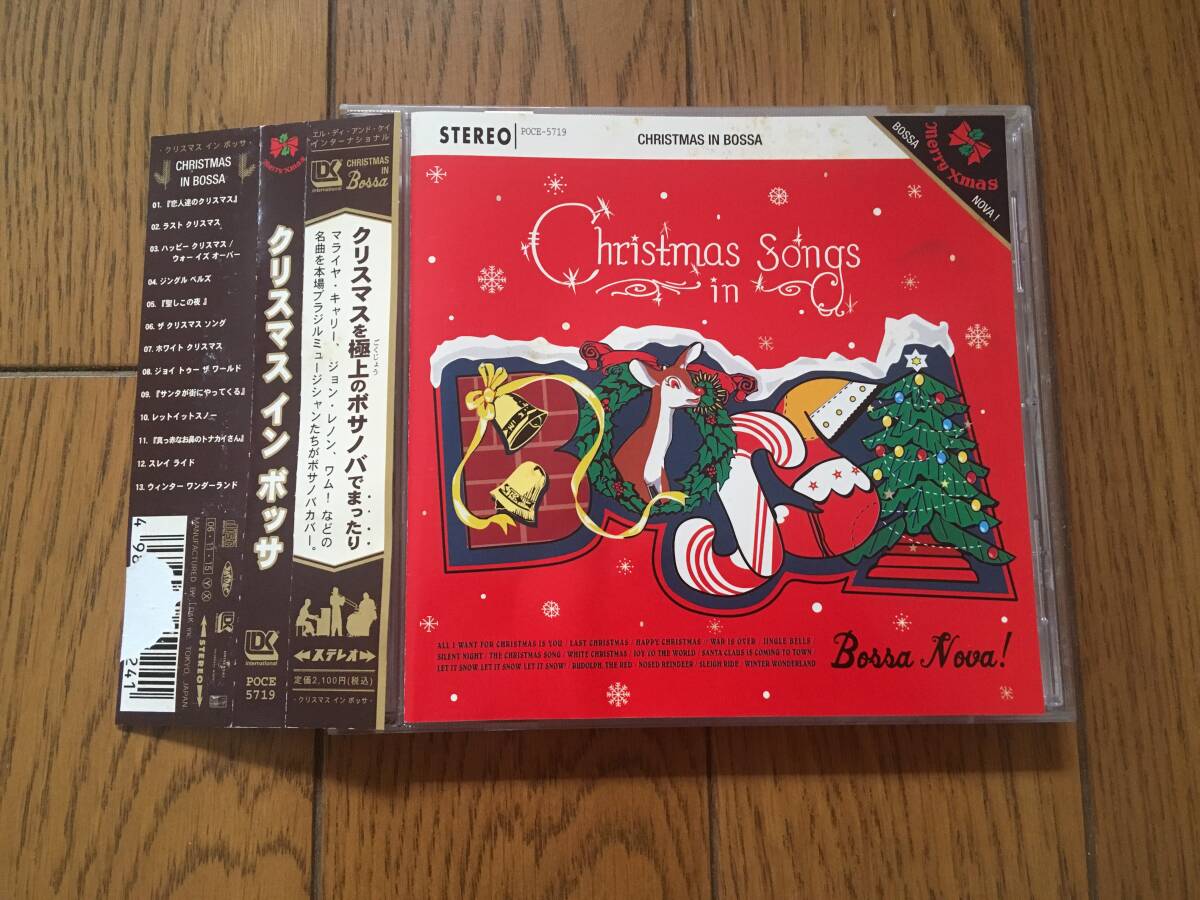 ・クリスマス イン ボッサ・
CHRISTMAS
IN BOSSA
01. 『恋人達のクリスマス』
02. ラスト クリスマス
03. ハッピー クリスマス /
ウォー イズ オーバー
04. ジングル ベルズ
05. 『聖しこの夜 』
06. ザ クリスマス ソング
07. ホワイト クリスマス
08. ジョイ トゥー ザ ワールド
09. 『サンタが街にやってくる』
10. レットイットスノー
11. 『真っ赤なお鼻のトナカイさん』
12. スレイ ライド
13. ウィンター ワンダーランド
4 98
241
06・11・15
MANUFACTURED BY LD&K INC. TOKYO, JAPAN
STEREO
merry Xmas
クリスマス イン ボッサ
LDK
international
POCE
5719
エル・ディ・アンド・ケイ
インターナショナル
LDK
international
CHRISTMAS
IN
Bossa
クリスマスを極上のボサノバでまったり
ごくじょう
マライヤ・キャリー、ジョン・レノン、ワム！などの
名曲を本場ブラジルミュージシャンたちがボサノバカバー。
ステレオ
定価2,100円(税込)
・クリスマス イン ボッサ・
STEREO
POCE-5719
CHRISTMAS IN BOSSA
BOSSA
merry Xmas
NOVA!
Christmas Songs
in
BOSSA
ALL I WANT FOR CHRISTMAS IS YOU / LAST CHRISTMAS / HAPPY CHRISTMAS / WAR IS OVER / JINGLE BELLS /
SILENT NIGHT / THE CHRISTMAS SONG / WHITE CHRISTMAS / JOY TO THE WORLD / SANTA CLAUS IS COMING TO TOWN /
LET IT SNOW, LET IT SNOW, LET IT SNOW! / RUDOLPH, THE RED - NOSED REINDEER / SLEIGH RIDE / WINTER WONDERLAND
Bossa Nova!